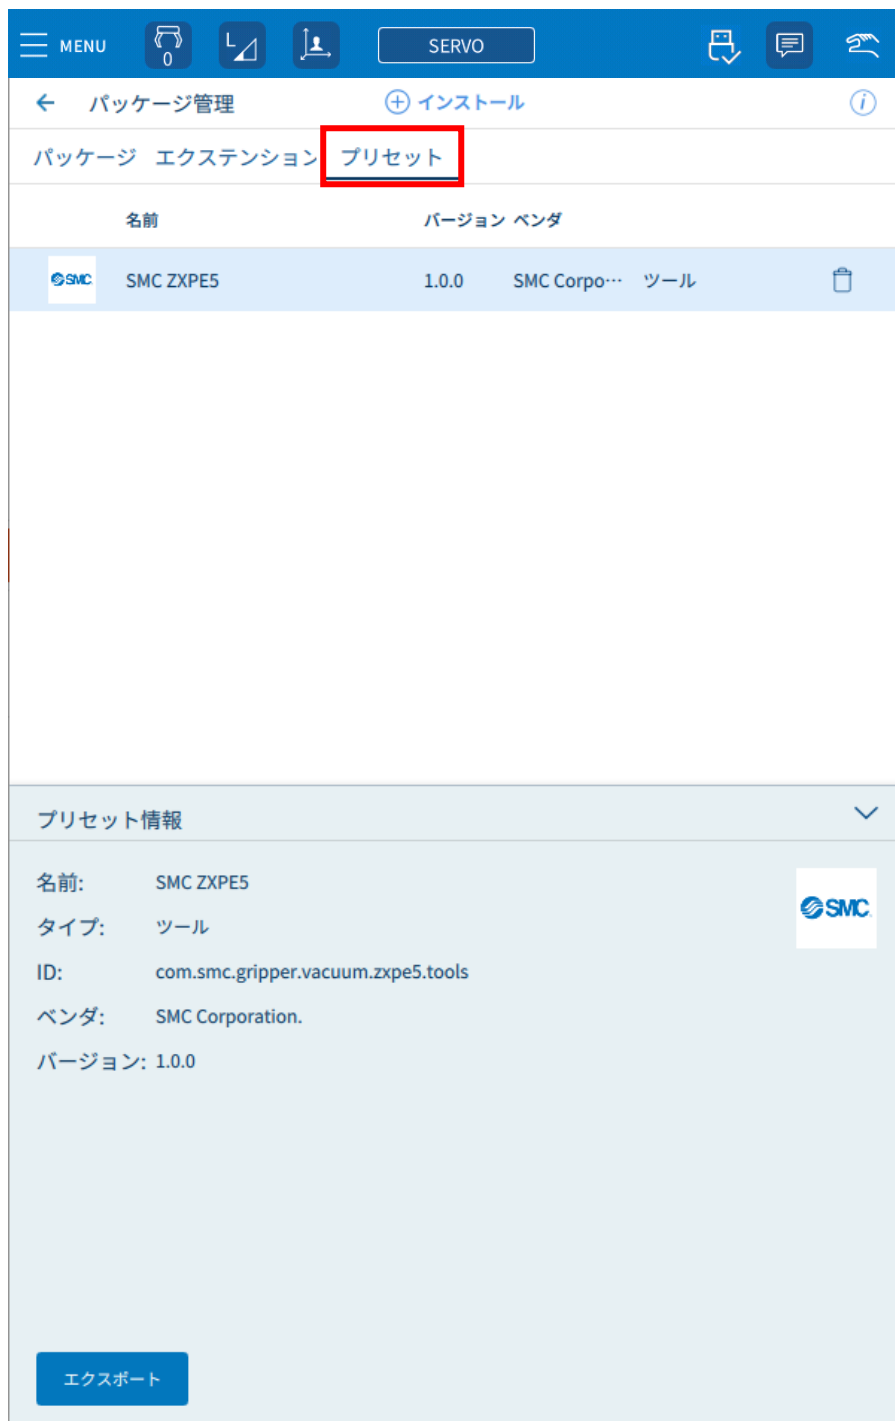 MENU
0
L
SERVO
パッケージ管理
インストール
i
パッケージ エクステンション プリセット
名前 バージョン ベンダ
SMC SMC ZXPE5 1.0.0 SMC Corpo… ツール
プリセット情報
名前: SMC ZXPE5
SMC
タイプ: ツール
ID: com.smc.gripper.vacuum.zxpe5.tools
ベンダ: SMC Corporation.
バージョン: 1.0.0
エクスポート